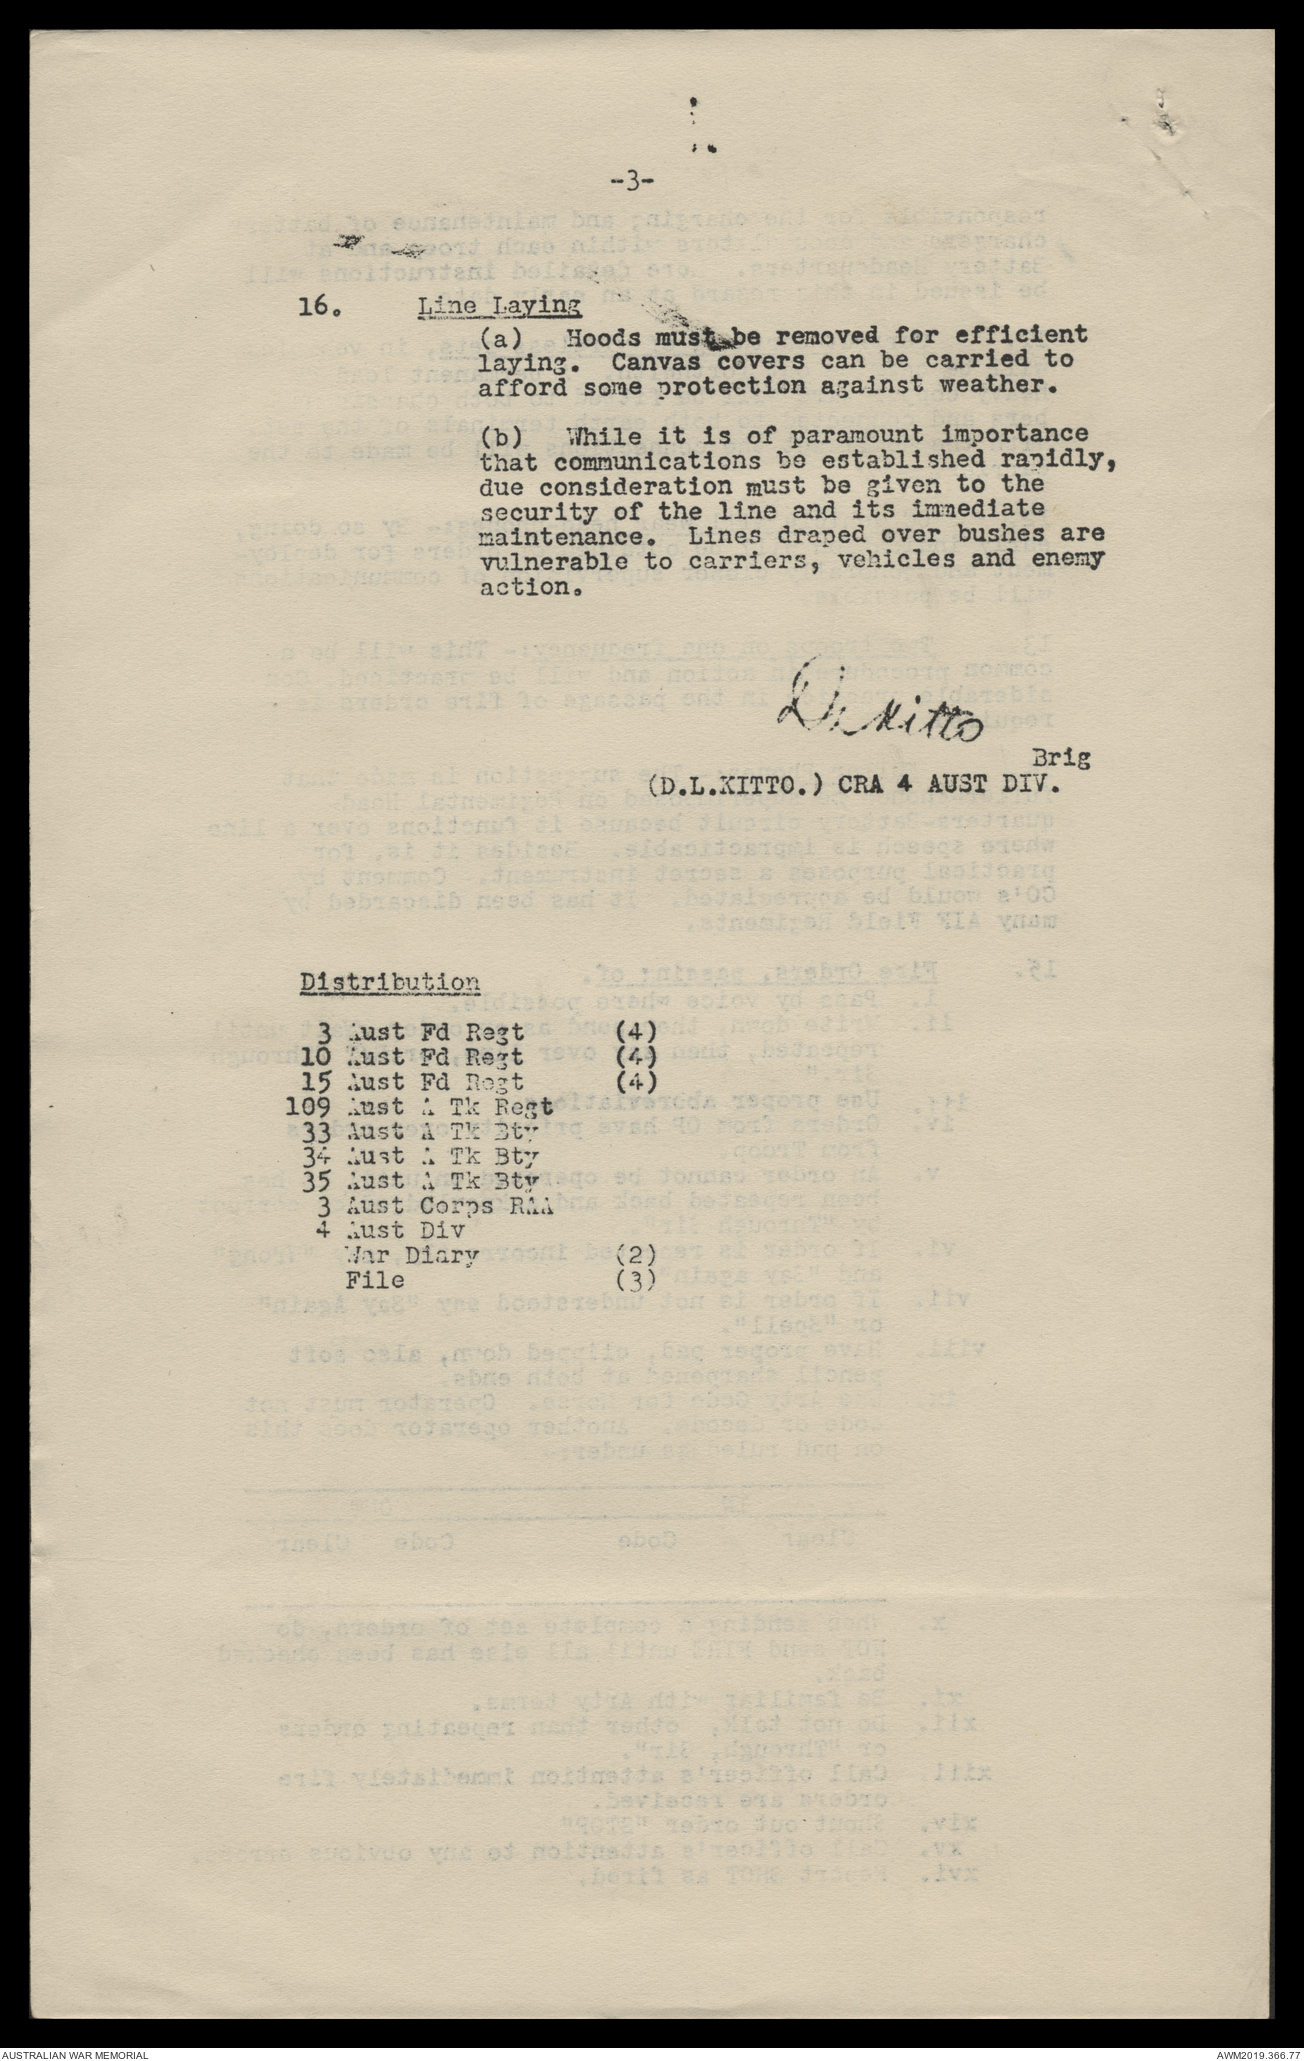 -3-
16. Line Laying
(a) Hoods must be removed for efficient
laying. Canvas covers can be carried to
afford some protection against weather.
(b) While it is of paramount importance
that communications be established rapidly,
due consideration must be given to the
security of the line and its immediate
maintenance. Lines draped over bushes are
vulnerable to carriers, vehicles and enemy
action.
DLKitto
Brig
(D.L.KITTO.) CRA 4 AUST DIV.
Distribution
3 Aust Fd Regt (4)
10 Aust Fd Regt (4)
15 Aust Fd Regt (4)
109 Aust A Tk Regt
33 Aust A Tk Bty
34 Aust A Tk Bty
35 Aust A Tk Bty
3 Aust Corps RAA
4 Aust Div
War Diary (2)
File (3)
AUSTRALIAN WAR MEMORIAL
AWM2019.366.77